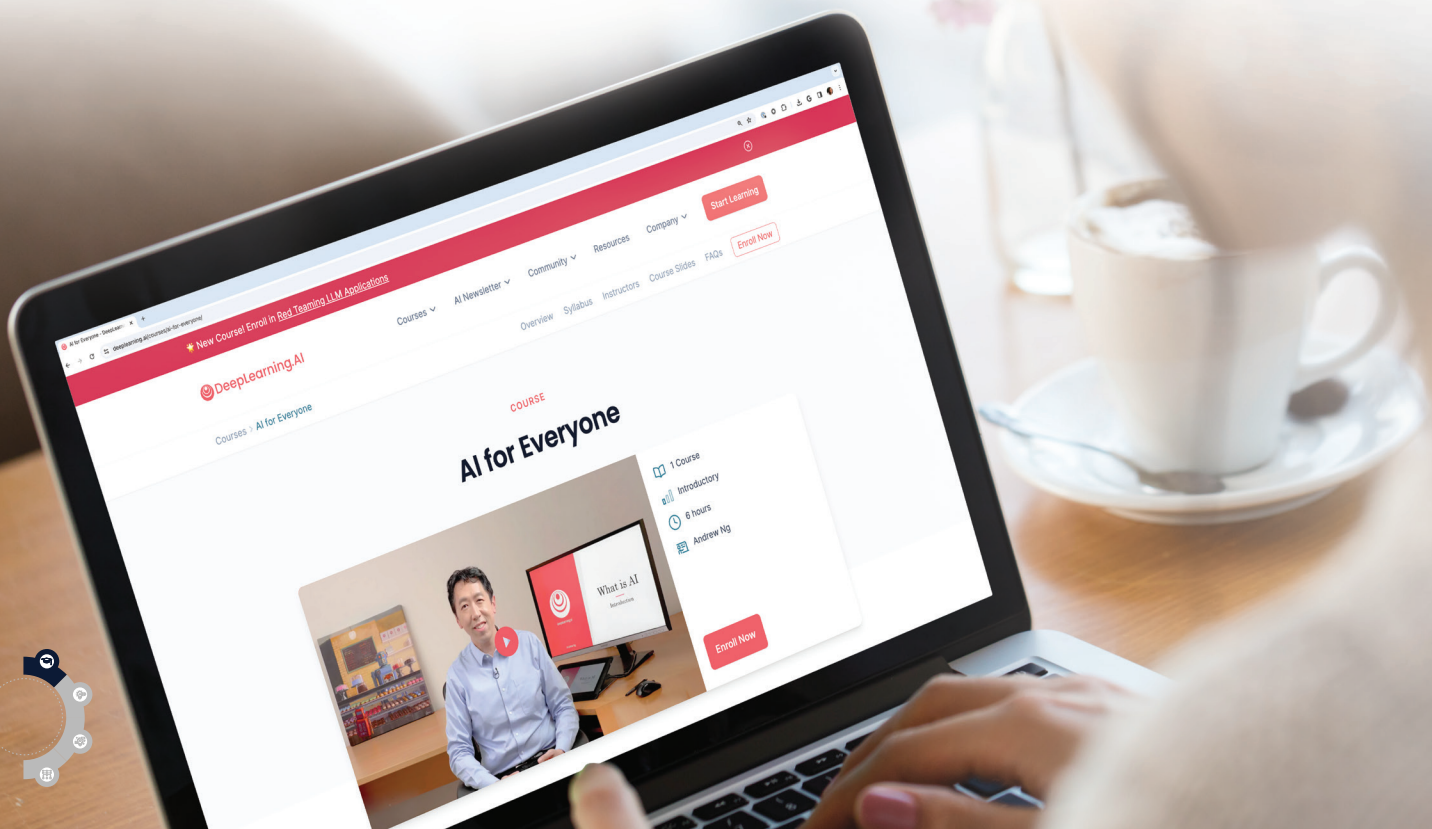 AI for Everyone - DeepLearn
deeplearning.ai/courses/ai-for-everyone/
New Course! Enroll in Red Teaming LLM Applications
DeepLearning.AI
Courses
AI Newsletter
Community
Resources
Company
Start Learning
Courses > AI for Everyone
Overview
Syllabus
Instructors
Course Slides
FAQs
Enroll Now
COURSE
AI for Everyone
1 Course
Introductory
6 hours
Andrew Ng
What is AI
Introduction
Enroll Now